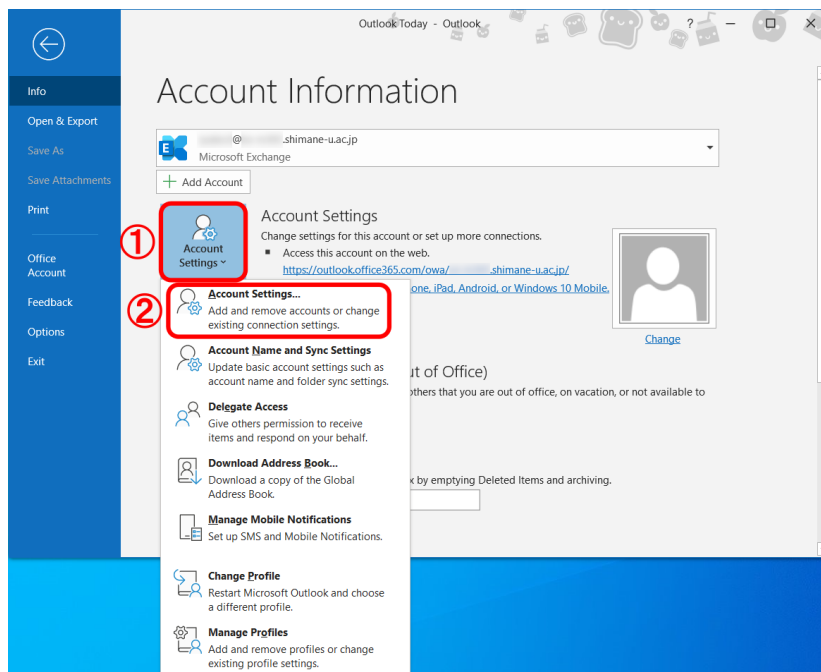 Outlook Today - Outlook
?
Info
Open & Export
Save As
Save Attachments
Print
Office
Account
Feedback
Options
Exit
Account Information
E
@ .shimane-u.ac.jp
Microsoft Exchange
Add Account
①
Account
Settings
Account Settings
Change settings for this account or set up more connections.
Access this account on the web.
https://outlook.office365.com/owa/ .shimane-u.ac.jp/
one, iPad, Android, or Windows 10 Mobile.
Change
②
Account Settings...
Add and remove accounts or change
existing connection settings.
Account Name and Sync Settings
Update basic account settings such as
account name and folder sync settings.
ut of Office)
others that you are out of office, on vacation, or not available to
Delegate Access
Give others permission to receive
items and respond on your behalf.
Download Address Book...
Download a copy of the Global
Address Book.
x by emptying Deleted Items and archiving.
Manage Mobile Notifications
Set up SMS and Mobile Notifications.
Change Profile
Restart Microsoft Outlook and choose
a different profile.
Manage Profiles
Add and remove profiles or change
existing profile settings.